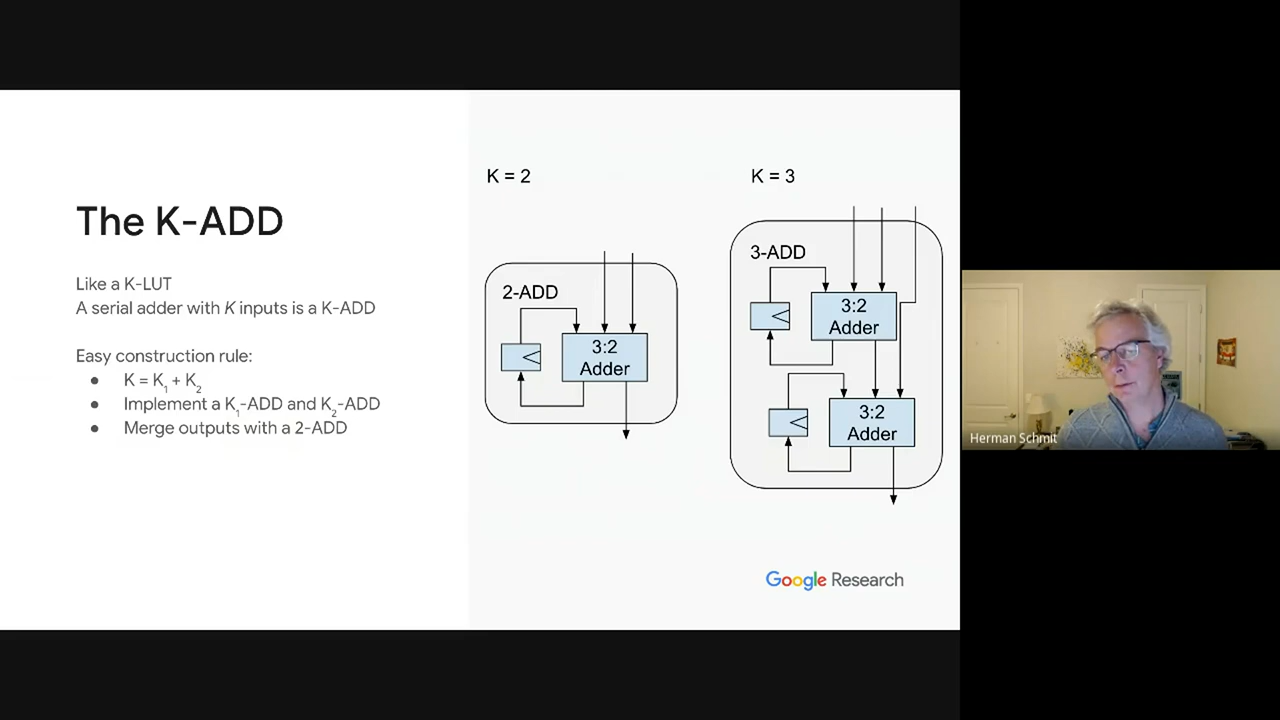 The K-ADD
Like a K-LUT
A serial adder with K inputs is a K-ADD
Easy construction rule:
● K = K₁ + K₂
● Implement a K₁-ADD and K₂-ADD
● Merge outputs with a 2-ADD
K = 2
2-ADD
3:2
Adder
K = 3
3-ADD
3:2
Adder
3:2
Adder
Google Research
Herman Schmit